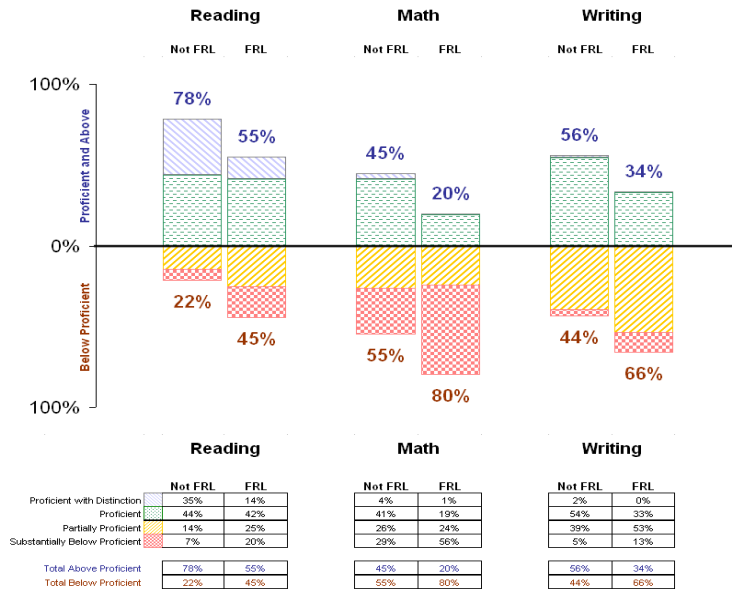 Reading Math Writing
Not FRL FRL Not FRL FRL Not FRL FRL
100%
78%
55%
45%
20%
56%
34%
Proficient and Above
0%
Below Proficient
22%
45%
55%
80%
44%
66%
100%
Reading Math Writing
Not FRL FRL Not FRL FRL Not FRL FRL
Proficient with Distinction 35% 14% 4% 1% 2% 0%
Proficient 44% 42% 41% 19% 54% 33%
Partially Proficient 14% 25% 26% 24% 39% 53%
Substantially Below Proficient 7% 20% 29% 56% 5% 13%
Total Above Proficient 78% 55% 45% 20% 56% 34%
Total Below Proficient 22% 45% 55% 80% 44% 66%